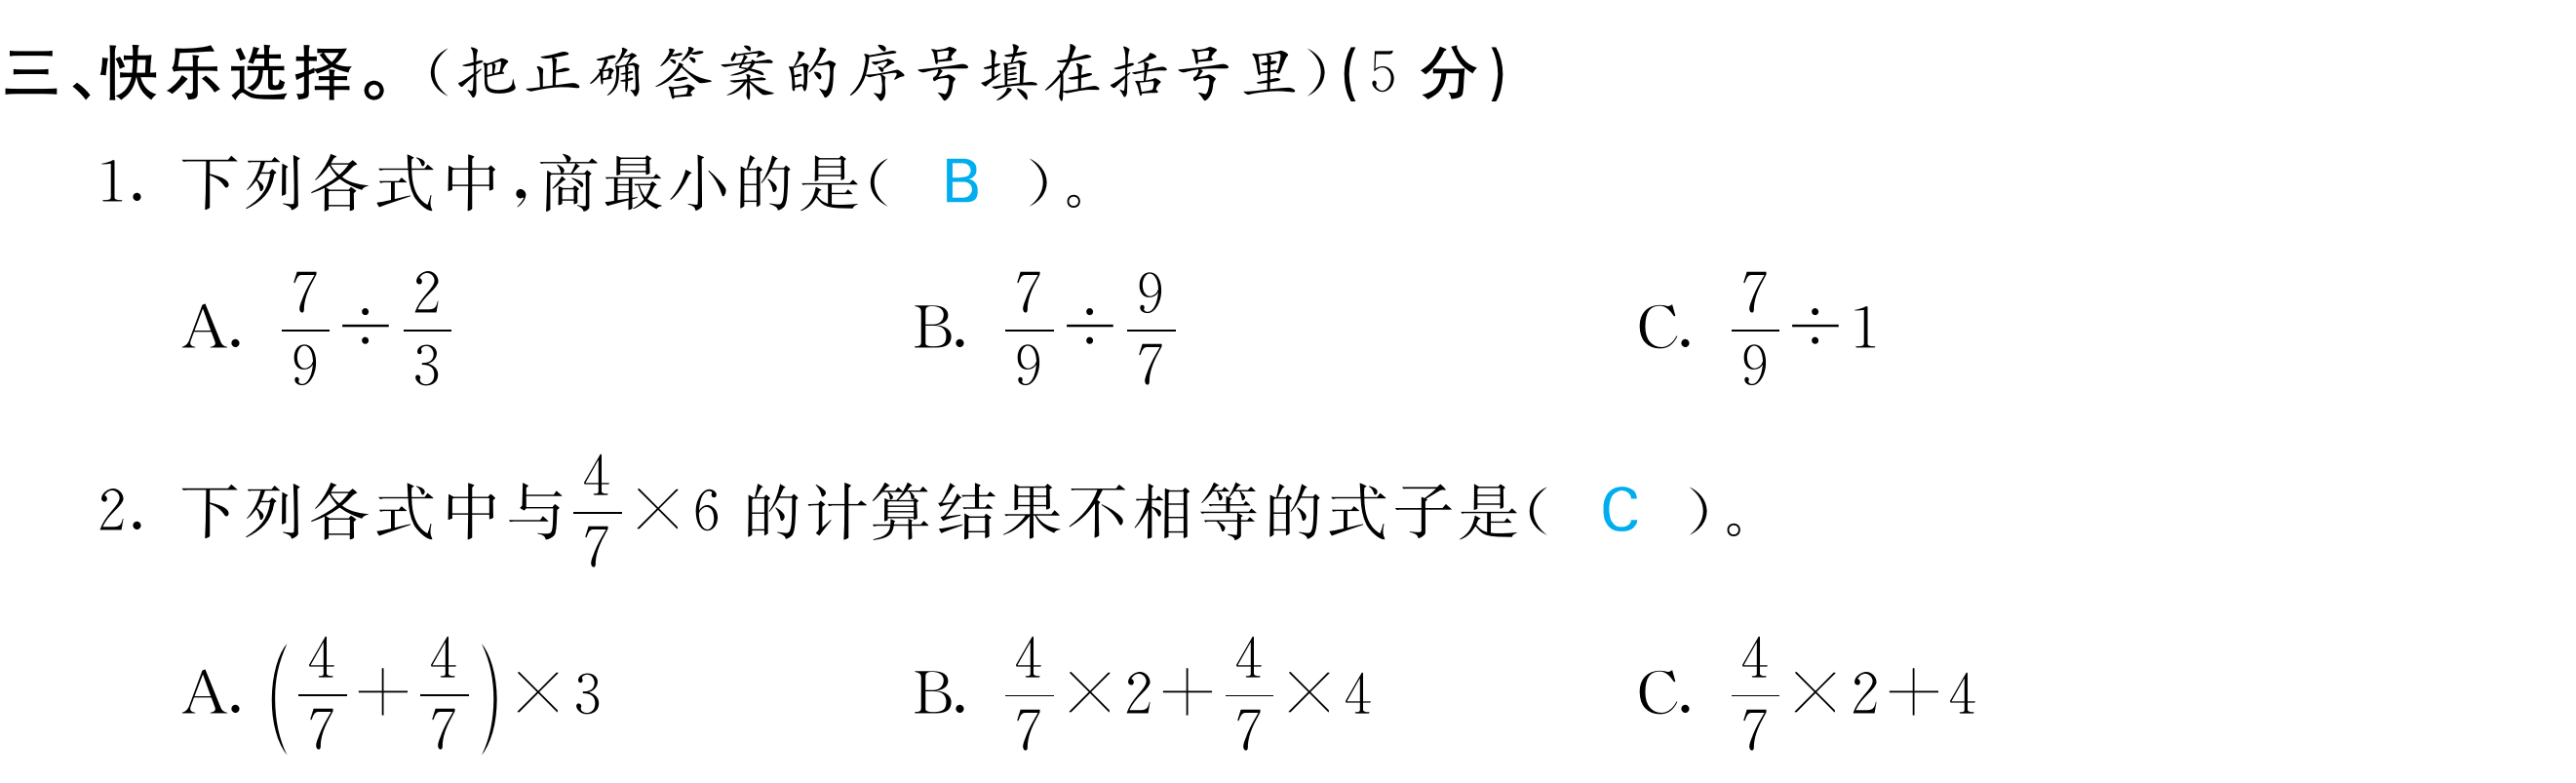 三、快乐选择。(把正确答案的序号填在括号里)(5 分)
1. 下列各式中,商最小的是( B )。
A. 7/9÷2/3 B. 7/9÷9/7 C. 7/9÷1
2. 下列各式中与4/7×6 的计算结果不相等的式子是( C )。
A. (4/7+4/7)×3 B. 4/7×2+4/7×4 C. 4/7×2+4